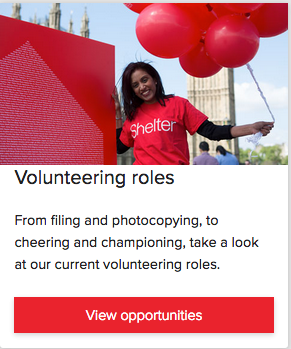 Shelter
Volunteering roles
From filing and photocopying, to
cheering and championing, take a look
at our current volunteering roles.
View opportunities